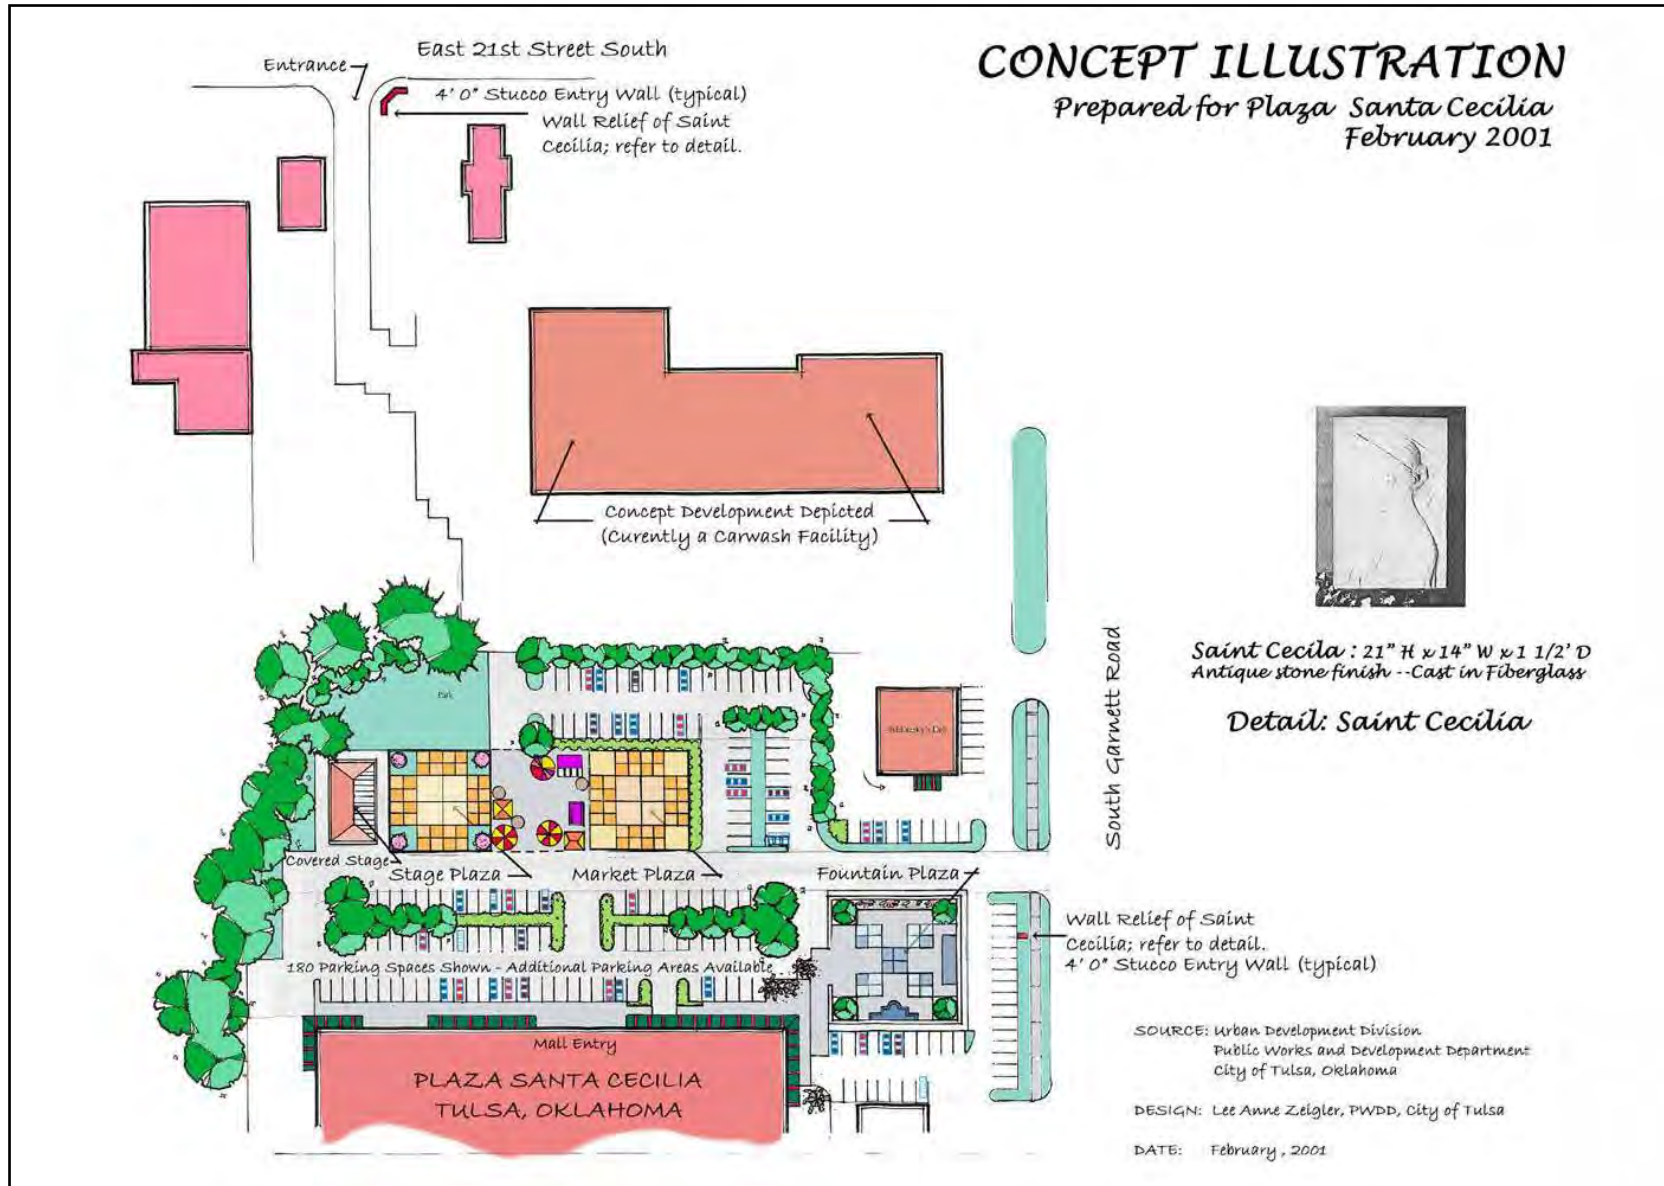 CONCEPT ILLUSTRATION
Prepared for Plaza Santa Cecilia
February 2001
East 21st Street South
Entrance
4' 0" Stucco Entry Wall (typical)
Wall Relief of Saint
Cecilia; refer to detail.
Concept Development Depicted
(Curently a Carwash Facility)
South Garnett Road
Saint Cecila : 21" H x 14" W x 1 1/2' D
Antique stone finish --Cast in Fiberglass
Detail: Saint Cecilia
Park
Covered Stage
Stage Plaza
Market Plaza
Fountain Plaza
Wall Relief of Saint
Cecilia; refer to detail.
4' 0" Stucco Entry Wall (typical)
180 Parking Spaces Shown - Additional Parking Areas Available
Mall Entry
PLAZA SANTA CECILIA
TULSA, OKLAHOMA
SOURCE: Urban Development Division
Public Works and Development Department
City of Tulsa, Oklahoma
DESIGN: Lee Anne Zeigler, PWDD, City of Tulsa
DATE: February , 2001